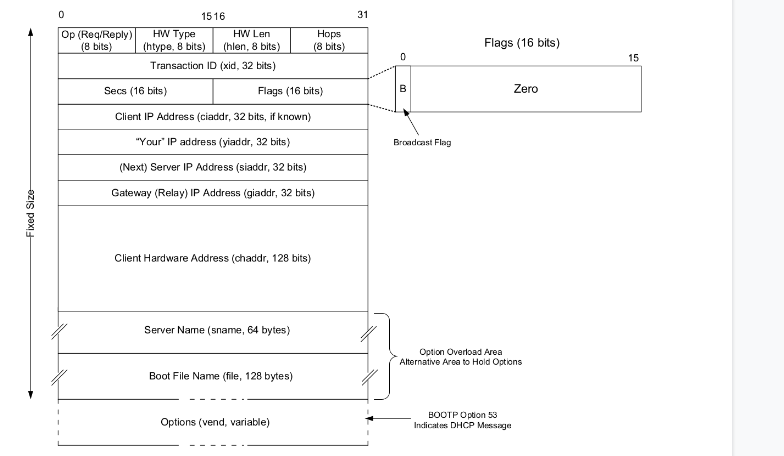 0 15 16 31
Op (Req/Reply) HW Type HW Len Hops
(8 bits) (htype, 8 bits) (hlen, 8 bits) (8 bits)
Transaction ID (xid, 32 bits)
Secs (16 bits) Flags (16 bits)
Client IP Address (ciaddr, 32 bits, if known)
“Your” IP address (yiaddr, 32 bits)
(Next) Server IP Address (siaddr, 32 bits)
Gateway (Relay) IP Address (giaddr, 32 bits)
Client Hardware Address (chaddr, 128 bits)
Server Name (sname, 64 bytes)
Boot File Name (file, 128 bytes)
Options (vend, variable)
Fixed Size
Flags (16 bits)
0 15
B Zero
Broadcast Flag
Option Overload Area
Alternative Area to Hold Options
BOOTP Option 53
Indicates DHCP Message